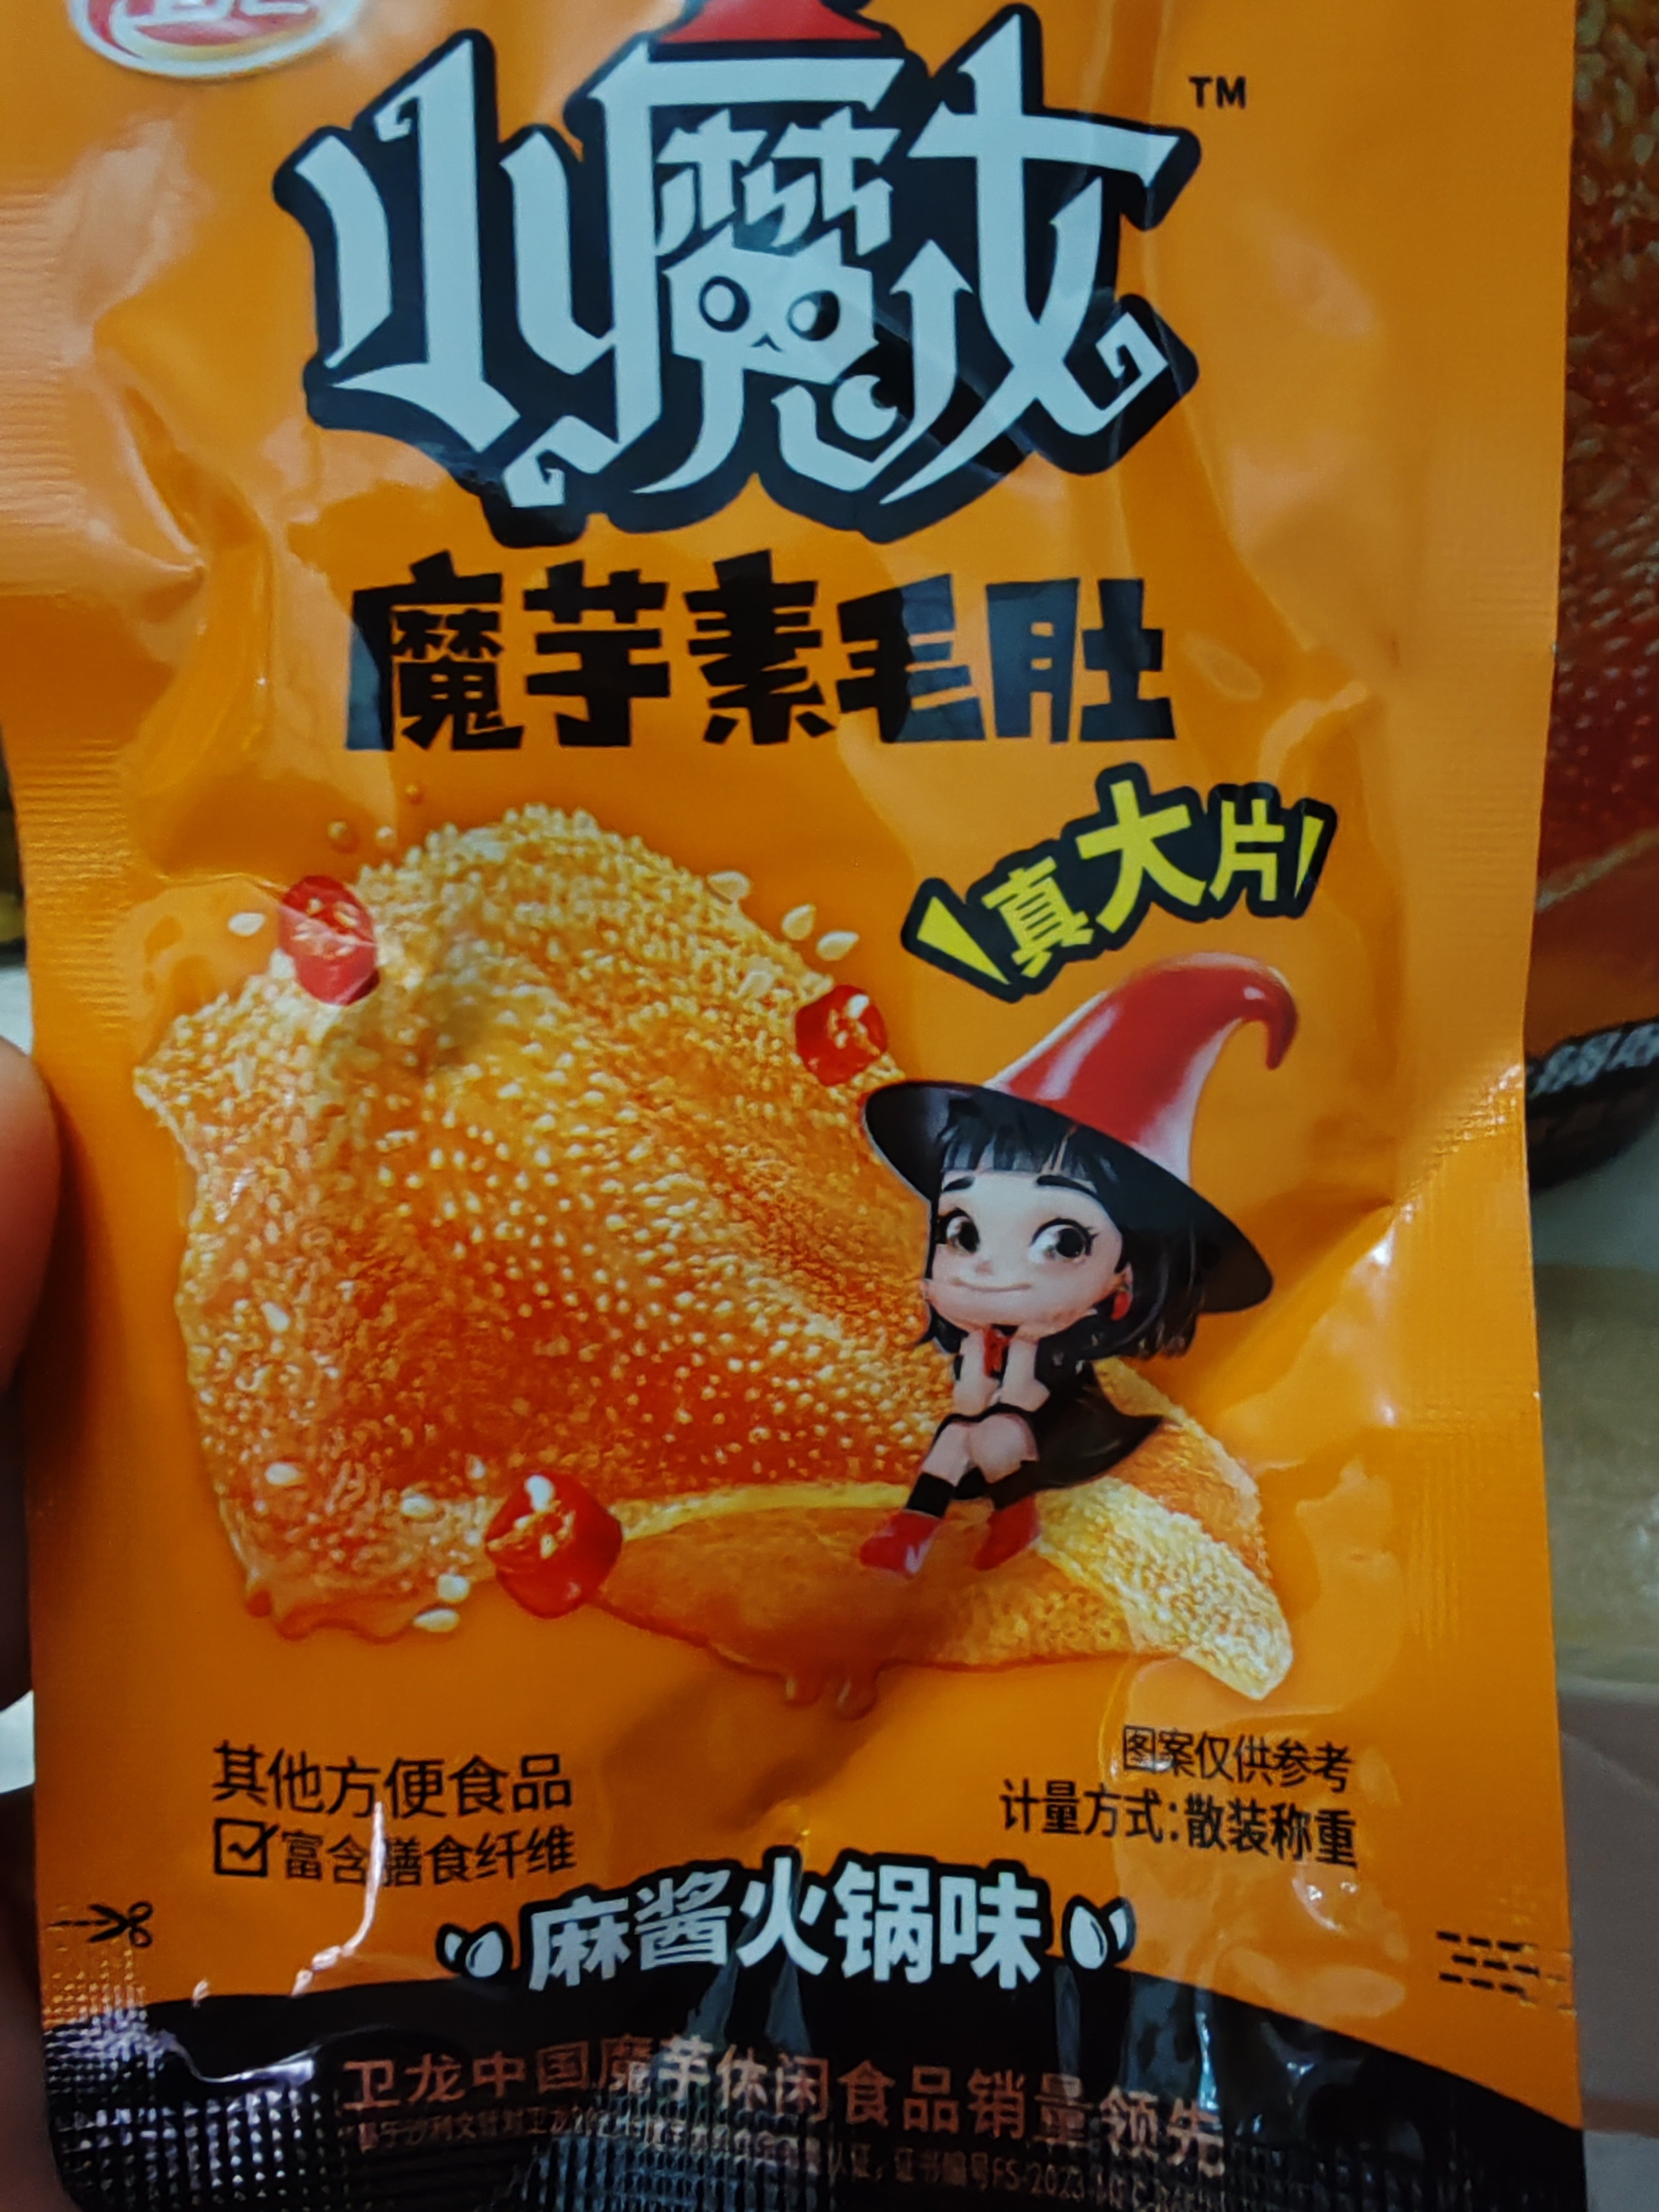 小魔女
TM
魔芋素毛肚
真大片
其他方便食品
富含膳食纤维
图案仅供参考
计量方式:散装称重
麻酱火锅味
卫龙中国魔芋休闲食品销量领先